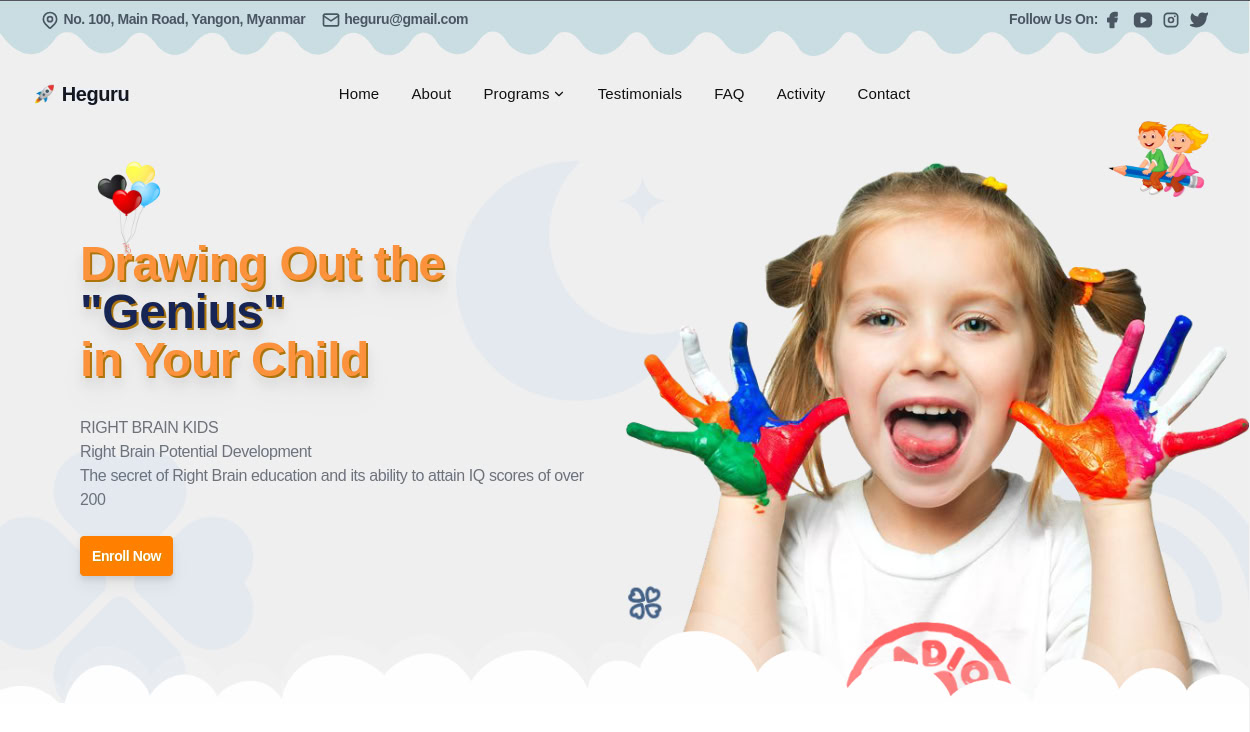 No. 100, Main Road, Yangon, Myanmar heguru@gmail.com Follow Us On:
Heguru Home About Programs Testimonials FAQ Activity Contact
Drawing Out the
"Genius"
in Your Child
RIGHT BRAIN KIDS
Right Brain Potential Development
The secret of Right Brain education and its ability to attain IQ scores of over
200
Enroll Now
ADIO